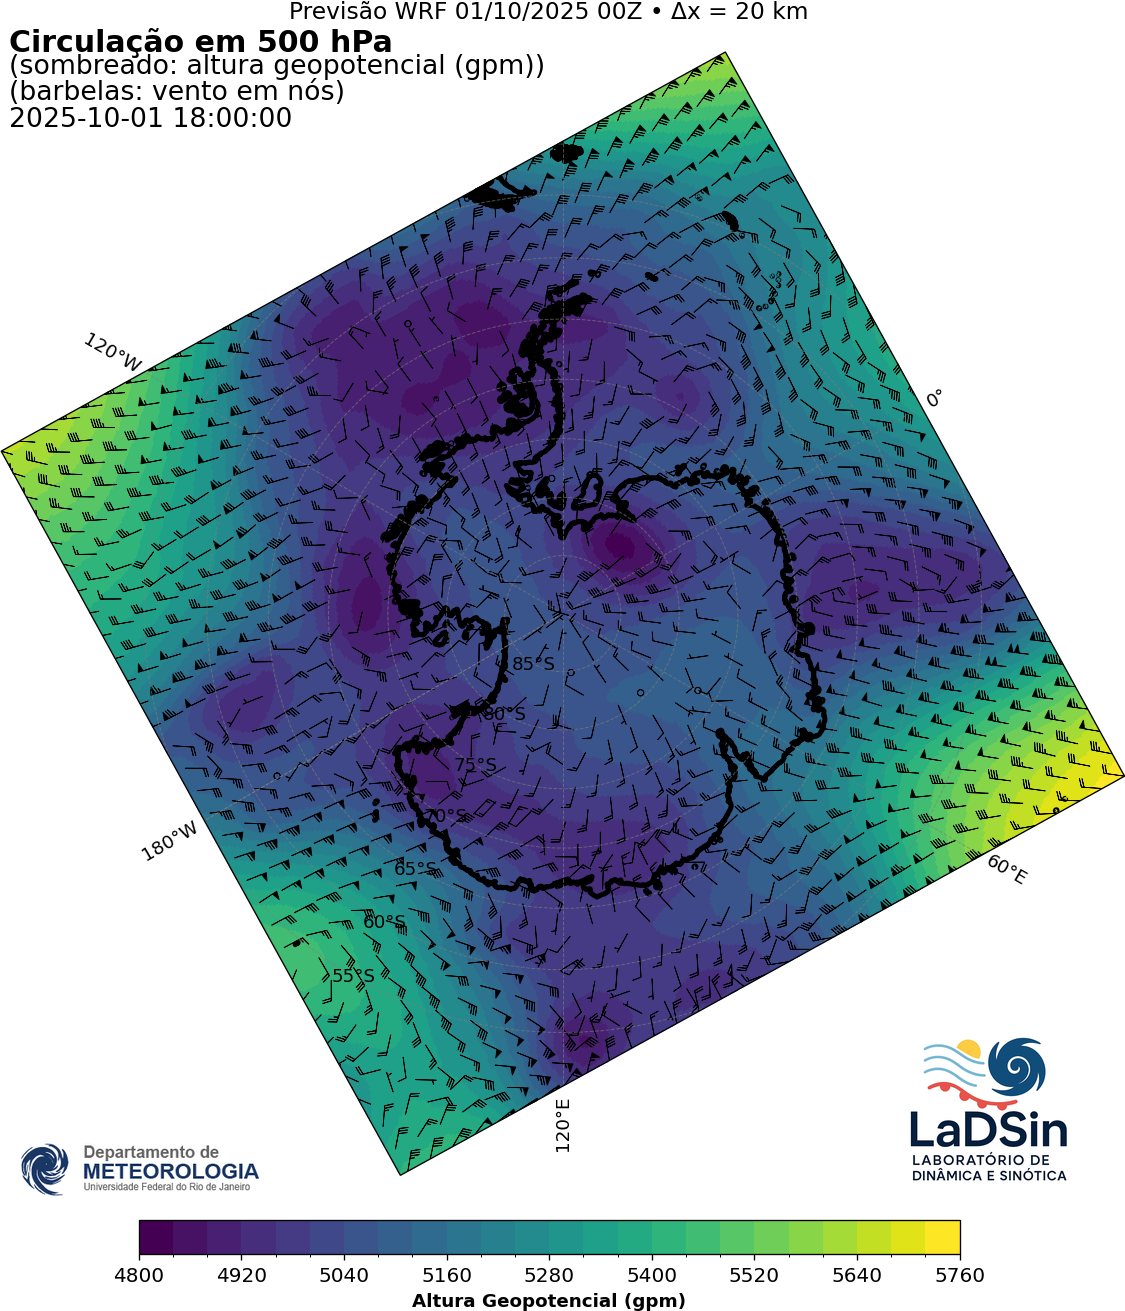 Previsão WRF 01/10/2025 00Z • Δx = 20 km
Circulação em 500 hPa
(sombreado: altura geopotencial (gpm))
(barbelas: vento em nós)
2025-10-01 18:00:00
120°W
0°
85°S
80°S
75°S
70°S
65°S
60°S
55°S
180°W
60°E
120°E
Departamento de
METEOROLOGIA
Universidade Federal do Rio de Janeiro
LaDSin
LABORATÓRIO DE
DINÂMICA E SINÓTICA
4800 4920 5040 5160 5280 5400 5520 5640 5760
Altura Geopotencial (gpm)